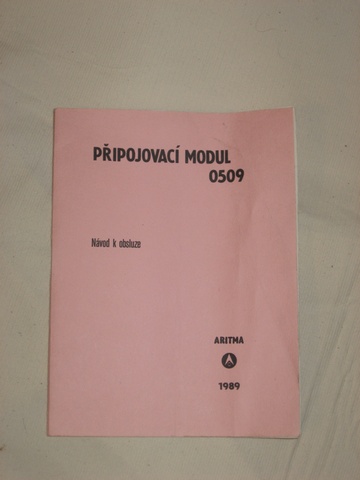 PŘIPOJOVACÍ MODUL
0509
Návod k obsluze
ARITMA
1989